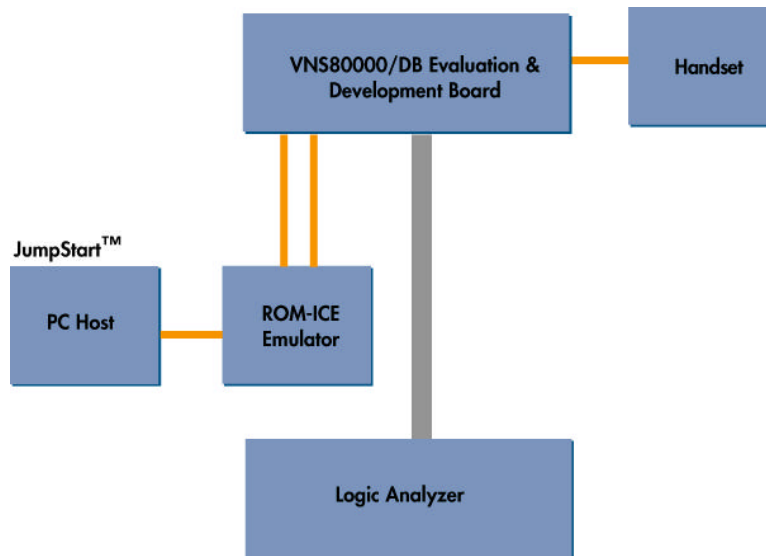 VNS80000/DB Evaluation &
Development Board
Handset
JumpStart™
PC Host
ROM-ICE
Emulator
Logic Analyzer